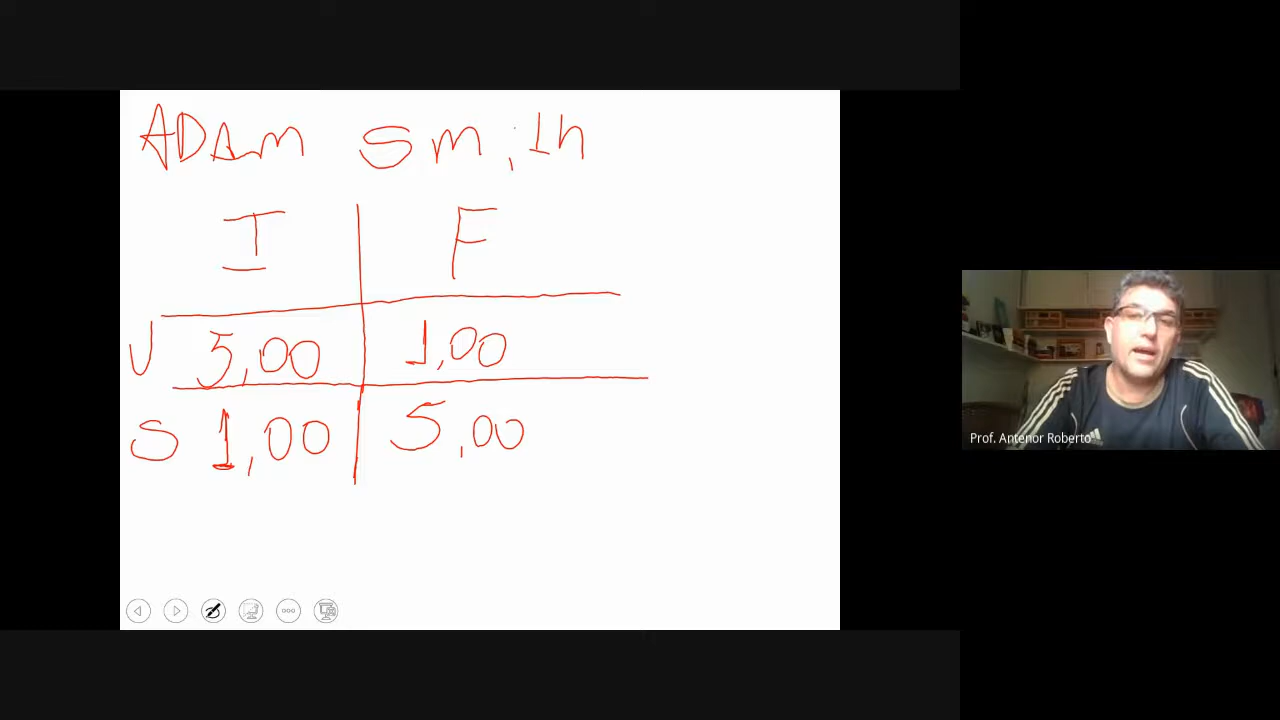 ADAM Smith
I F
V 5,00 1,00
S 1,00 5,00
Prof. Antenor Roberto